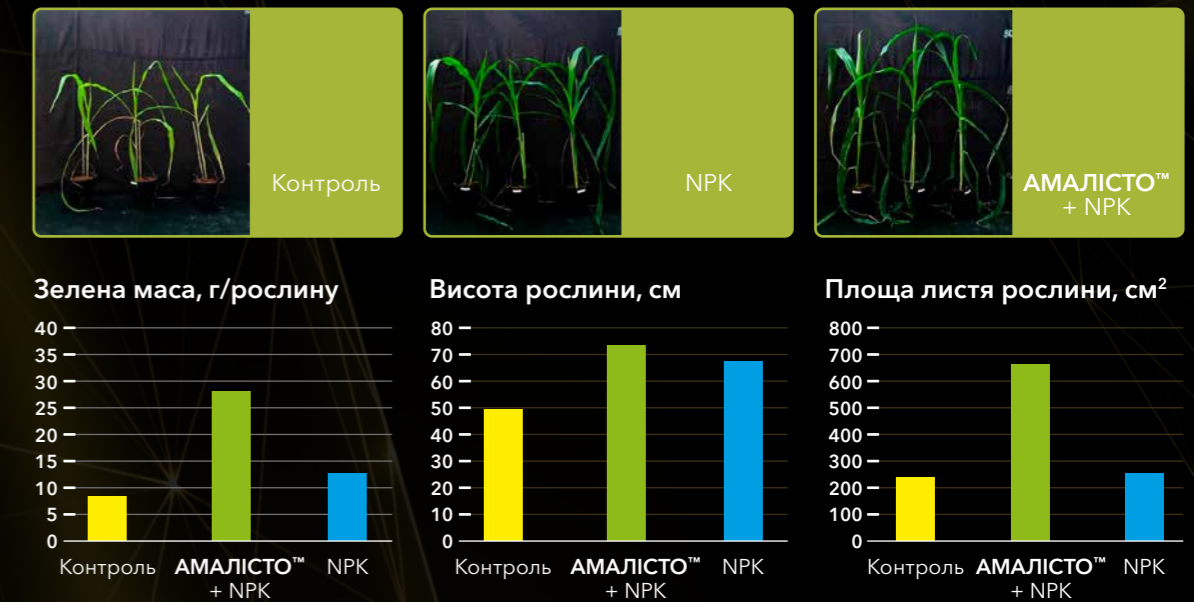 Контроль
NPK
АМАЛІСТО™
+ NPK
Зелена маса, г/рослину
40
35
30
25
20
15
10
5
0
Контроль АМАЛІСТО™ NPK
+ NPK
Висота рослини, см
80
70
60
50
40
30
20
10
0
Контроль АМАЛІСТО™ NPK
+ NPK
Площа листя рослини, см²
800
700
600
500
400
300
200
100
0
Контроль АМАЛІСТО™ NPK
+ NPK